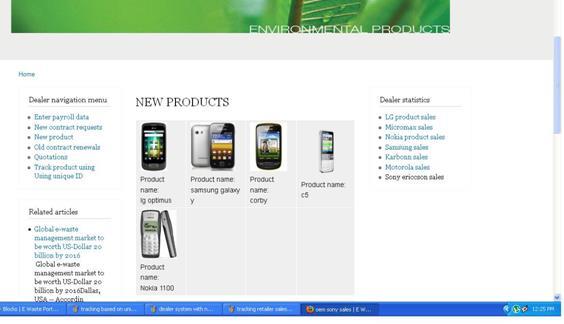 ENVIRONMENTAL PRODUCTS
Home
Dealer navigation menu
Enter payroll data
New contract requests
New product
Old contract renewals
Quotations
Track product using
Using unique ID
Related articles
Global e-waste
management market to
be worth US-Dollar 20
billion by 2016
Global e-waste
management market to
be worth US-Dollar 20
billion by 2016Dallas,
USA – Accordin
NEW PRODUCTS
Product
name:
lg optimus
Product name:
samsung galaxy
y
Product
name:
corby
Product name:
c5
Product
name:
Nokia 1100
Dealer statistics
LG product sales
Micromax sales
Nokia product sales
Samsung sales
Karbonn sales
Motorola sales
Sony ericcson sales
Blocks | E Waste Port...
tracking based on uni...
dealer system with n...
tracking retailer sales...
oem sony sales | E W...
12:25 PM